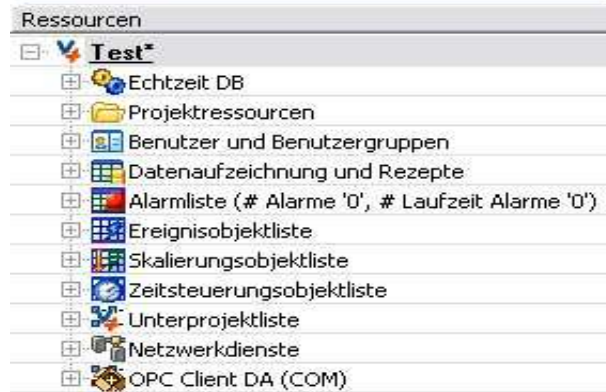 Ressourcen
Test*
Echtzeit DB
Projektressourcen
Benutzer und Benutzergruppen
Datenaufzeichnung und Rezepte
Alarmliste (# Alarme '0', # Laufzeit Alarme '0')
Ereignisobjektliste
Skalierungsobjektliste
Zeitsteuerungsobjektliste
Unterprojektliste
Netzwerkdienste
OPC Client DA (COM)